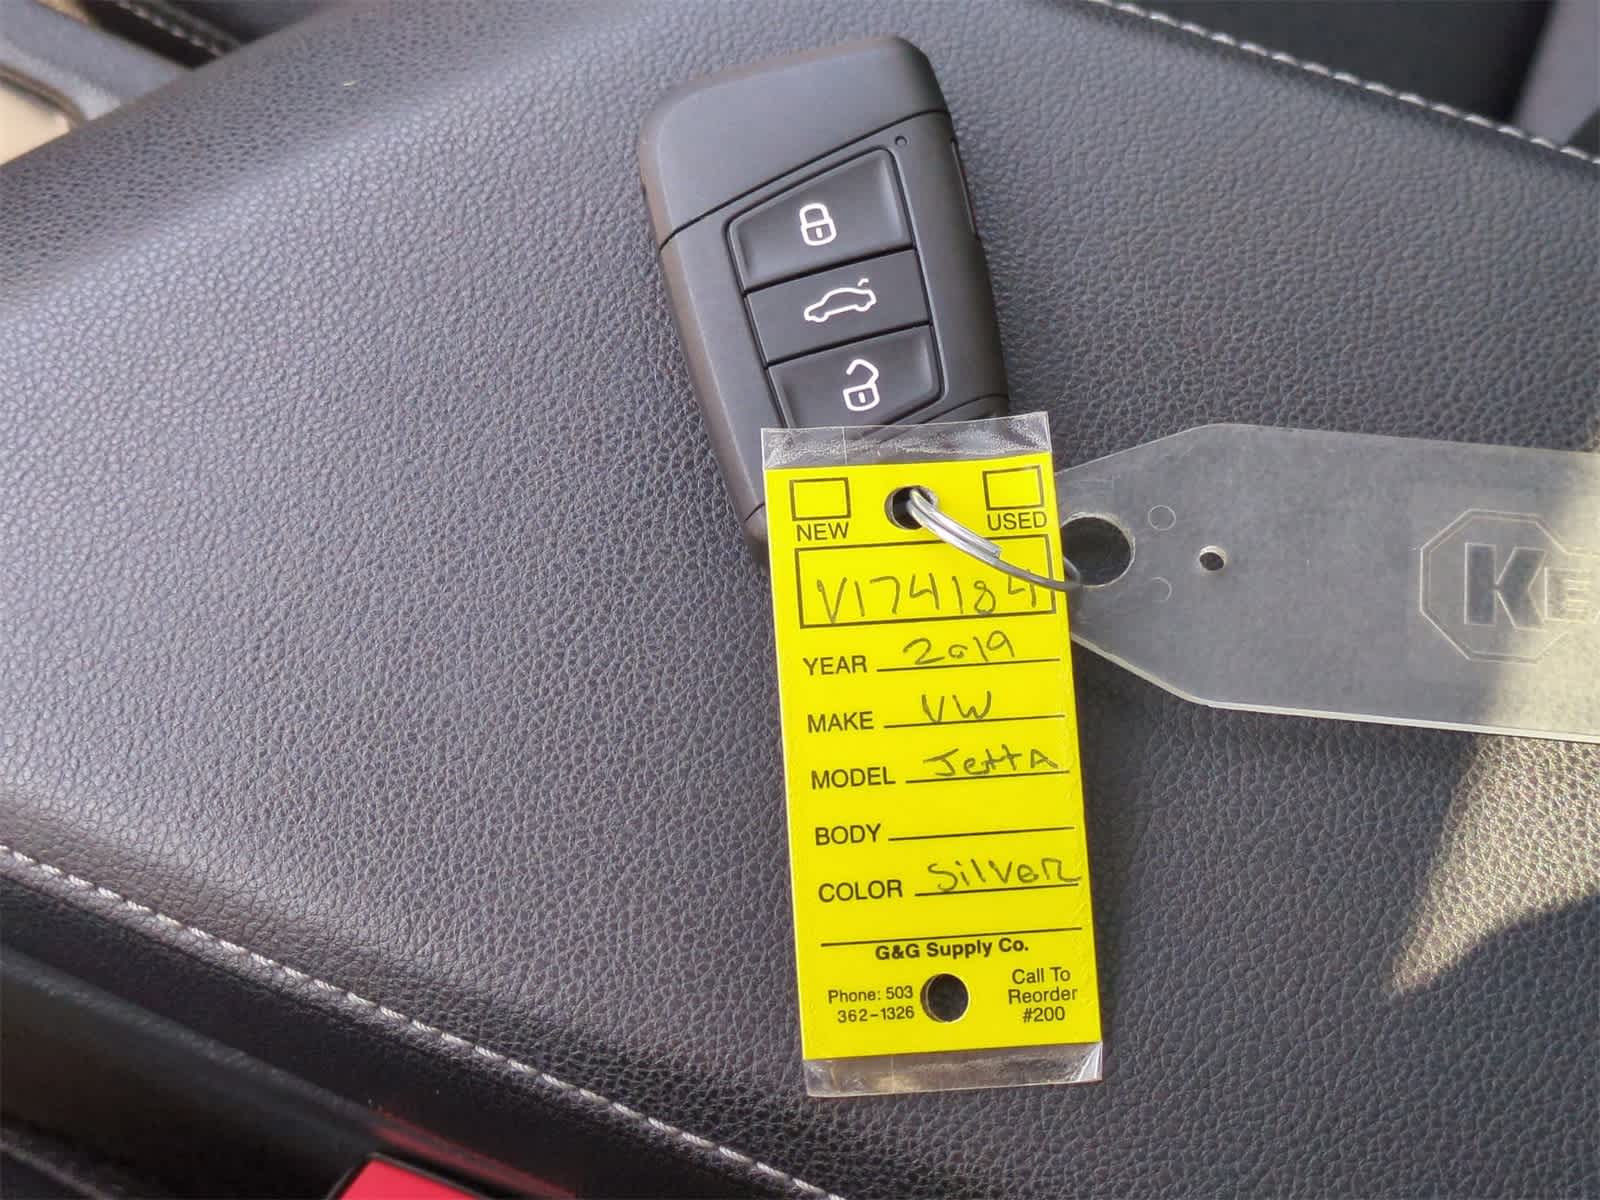 NEW USED
V174184
YEAR 2019
MAKE VW
MODEL JettA
BODY
COLOR SilveR
G&G Supply Co.
Phone: 503
362-1326
Call To
Reorder
#200